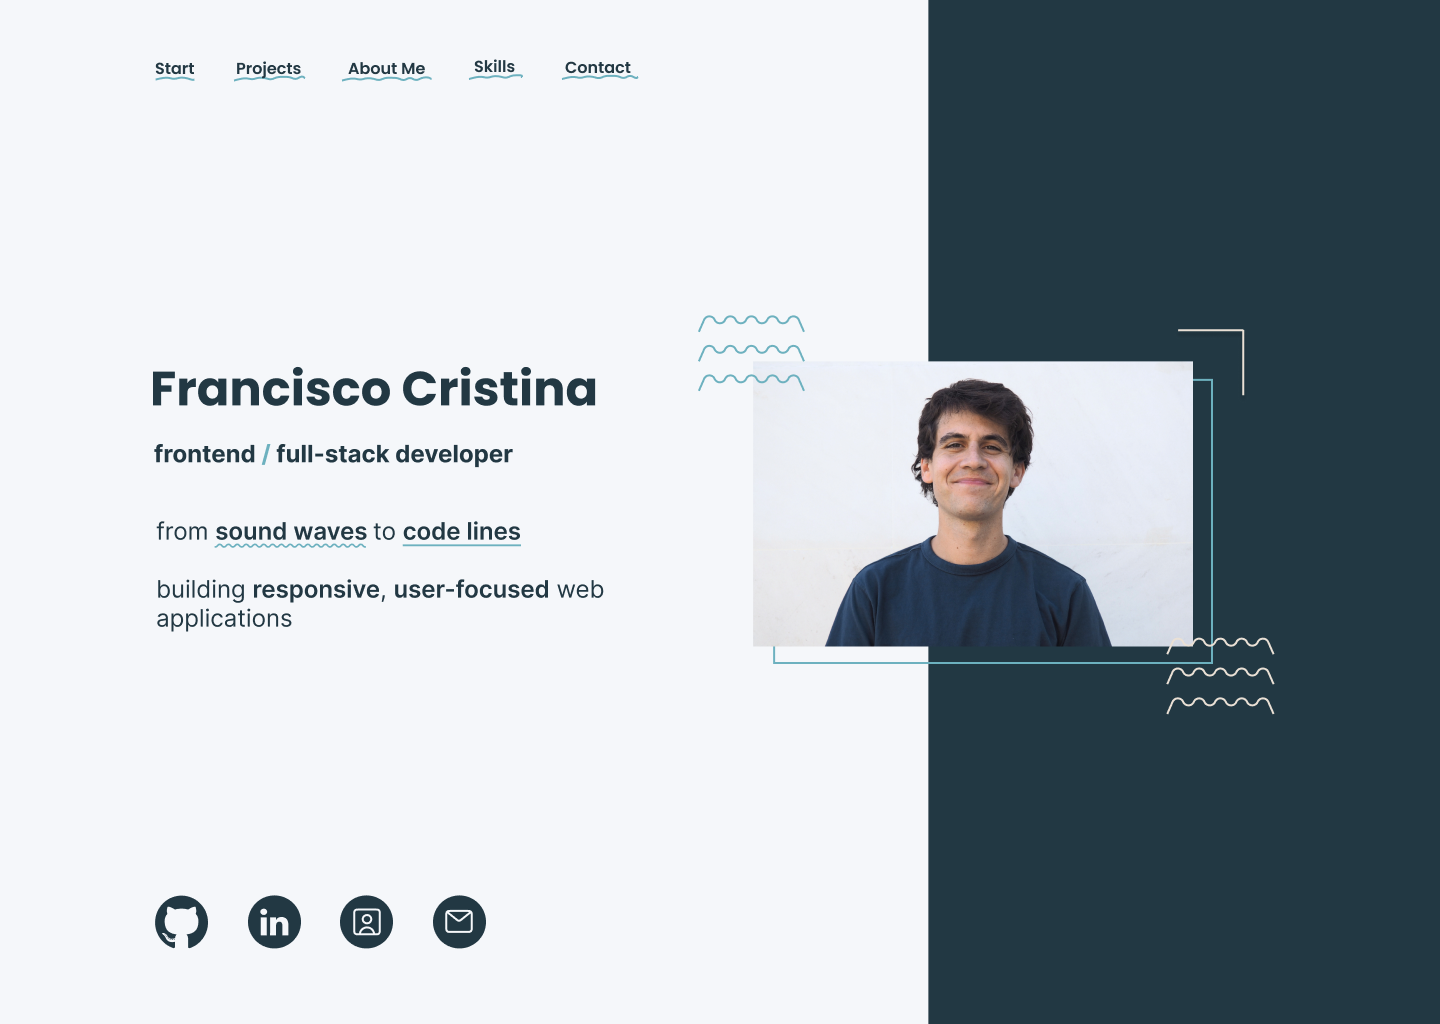 Start
Projects
About Me
Skills
Contact
Francisco Cristina
frontend / full-stack developer
from sound waves to code lines
building responsive, user-focused web
applications
in